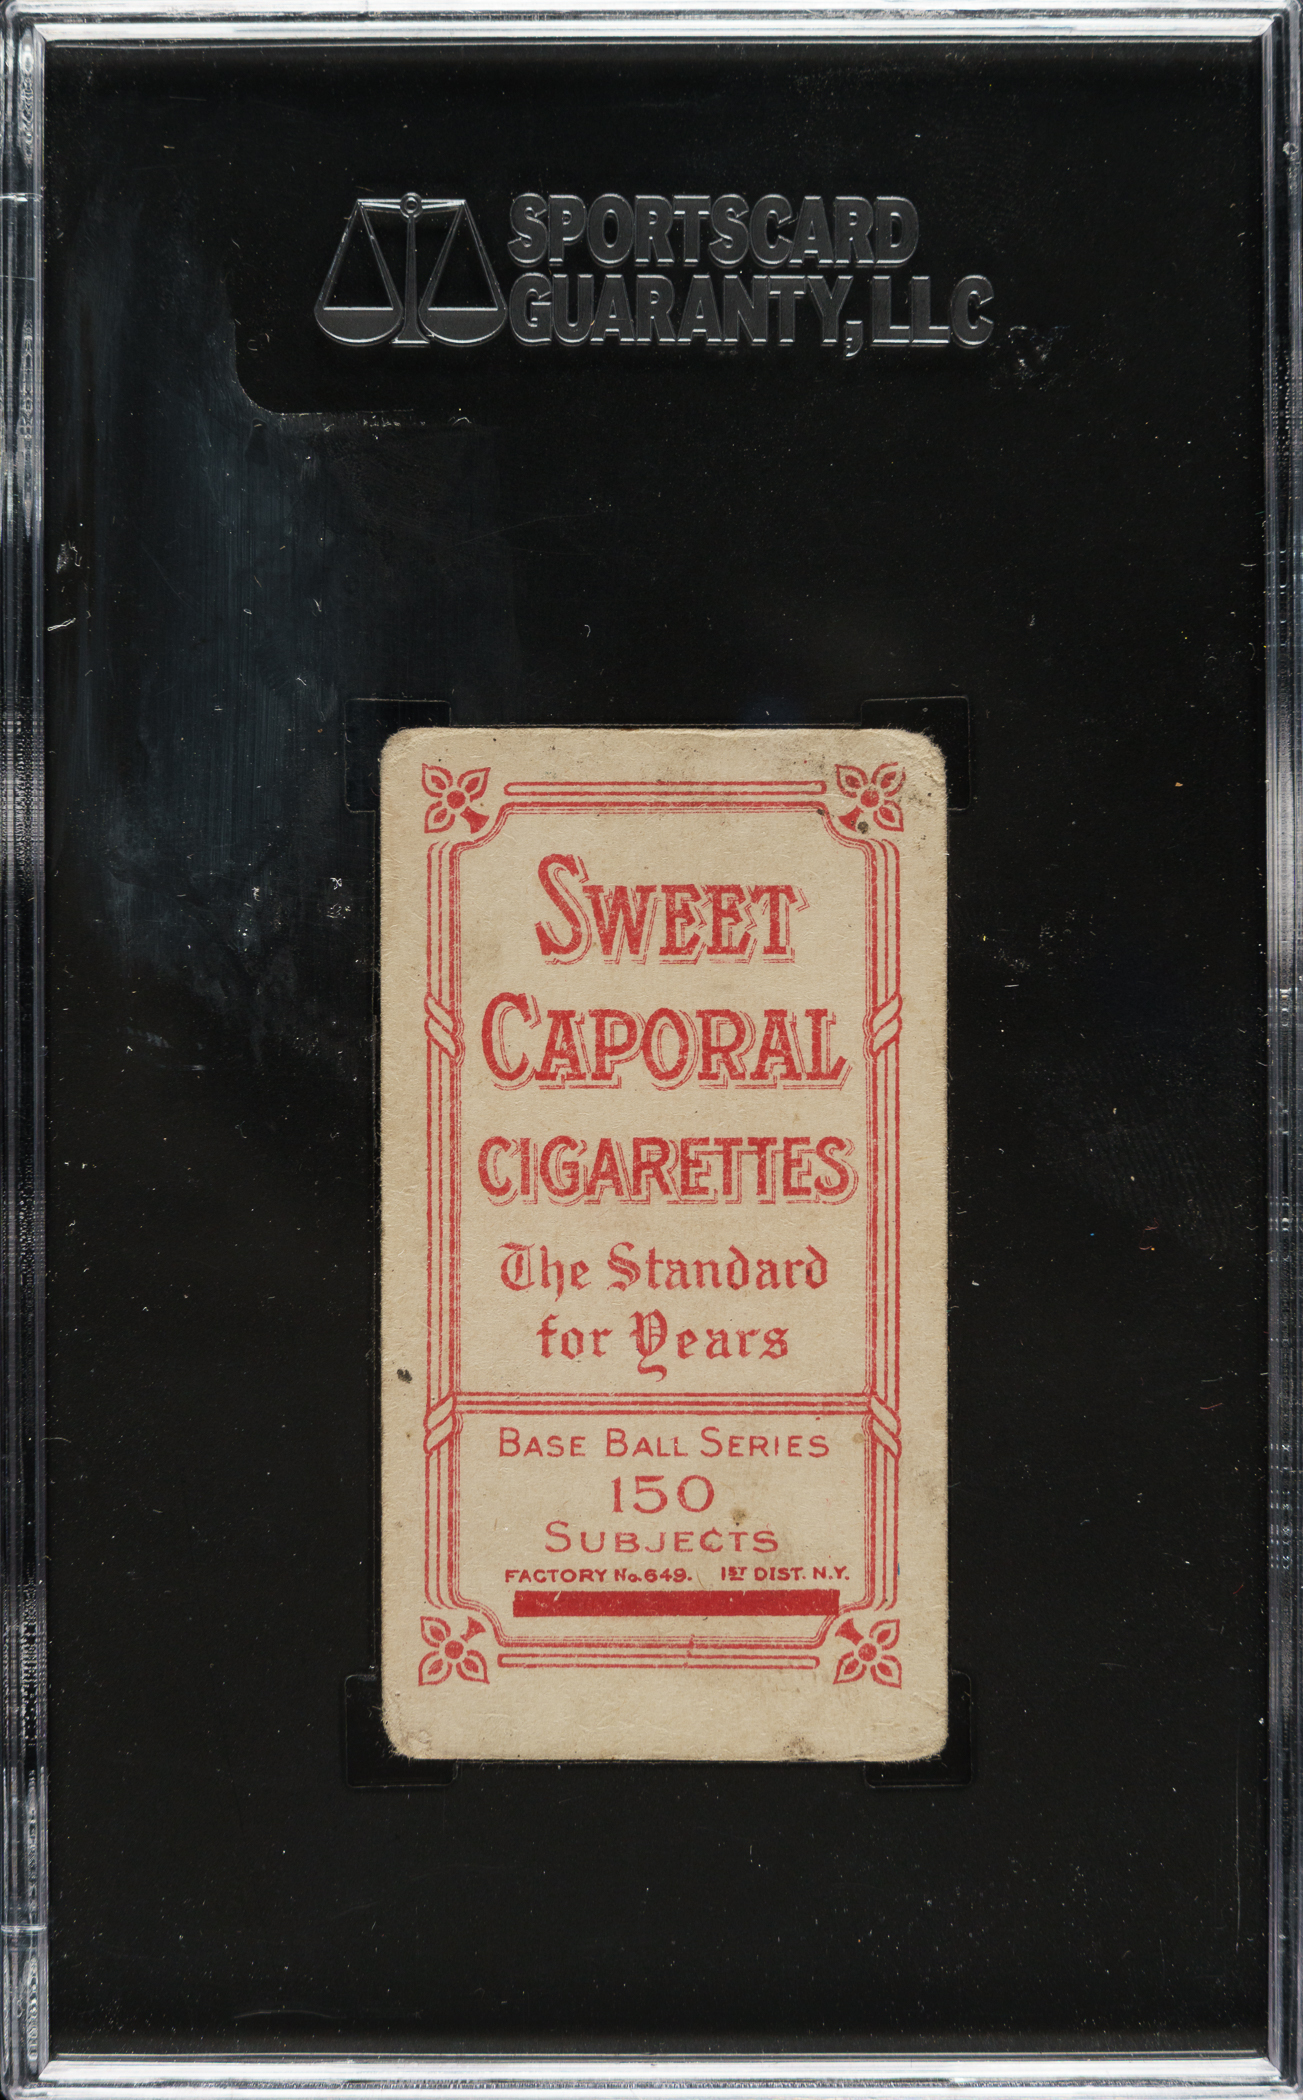 SPORTSCARD
GUARANTY, LLC
SWEET
CAPORAL
CIGARETTES
The Standard
for Years
BASE BALL SERIES
150
SUBJECTS
FACTORY No. 649. 1ST DIST. N.Y.